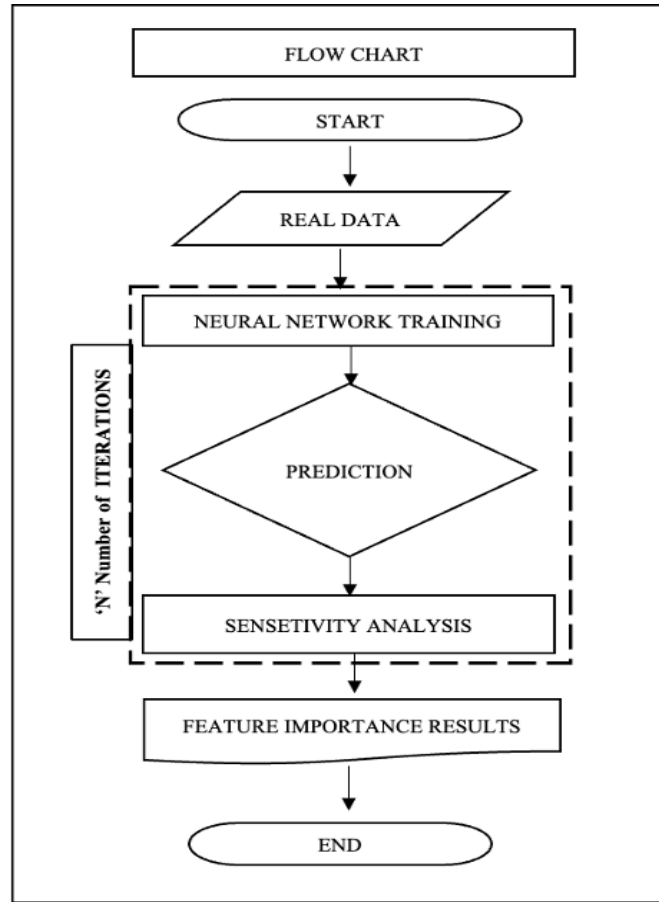 FLOW CHART
START
REAL DATA
NEURAL NETWORK TRAINING
'N' Number of ITERATIONS
PREDICTION
SENSETIVITY ANALYSIS
FEATURE IMPORTANCE RESULTS
END